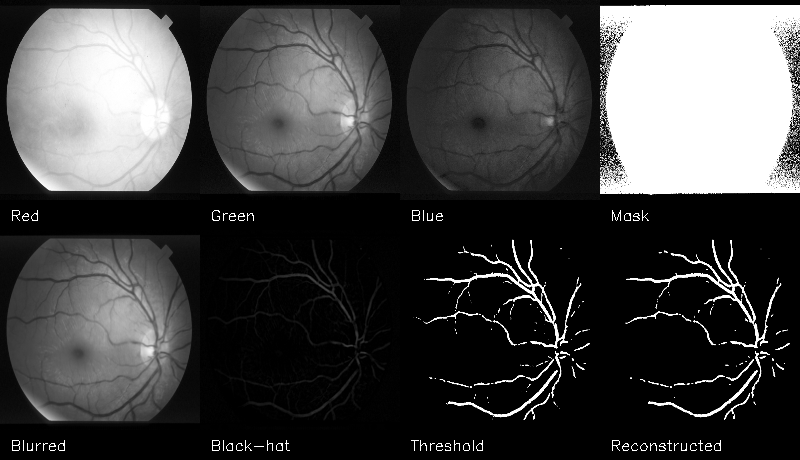 Red
Green
Blue
Mask
Blurred
Black-hat
Threshold
Reconstructed